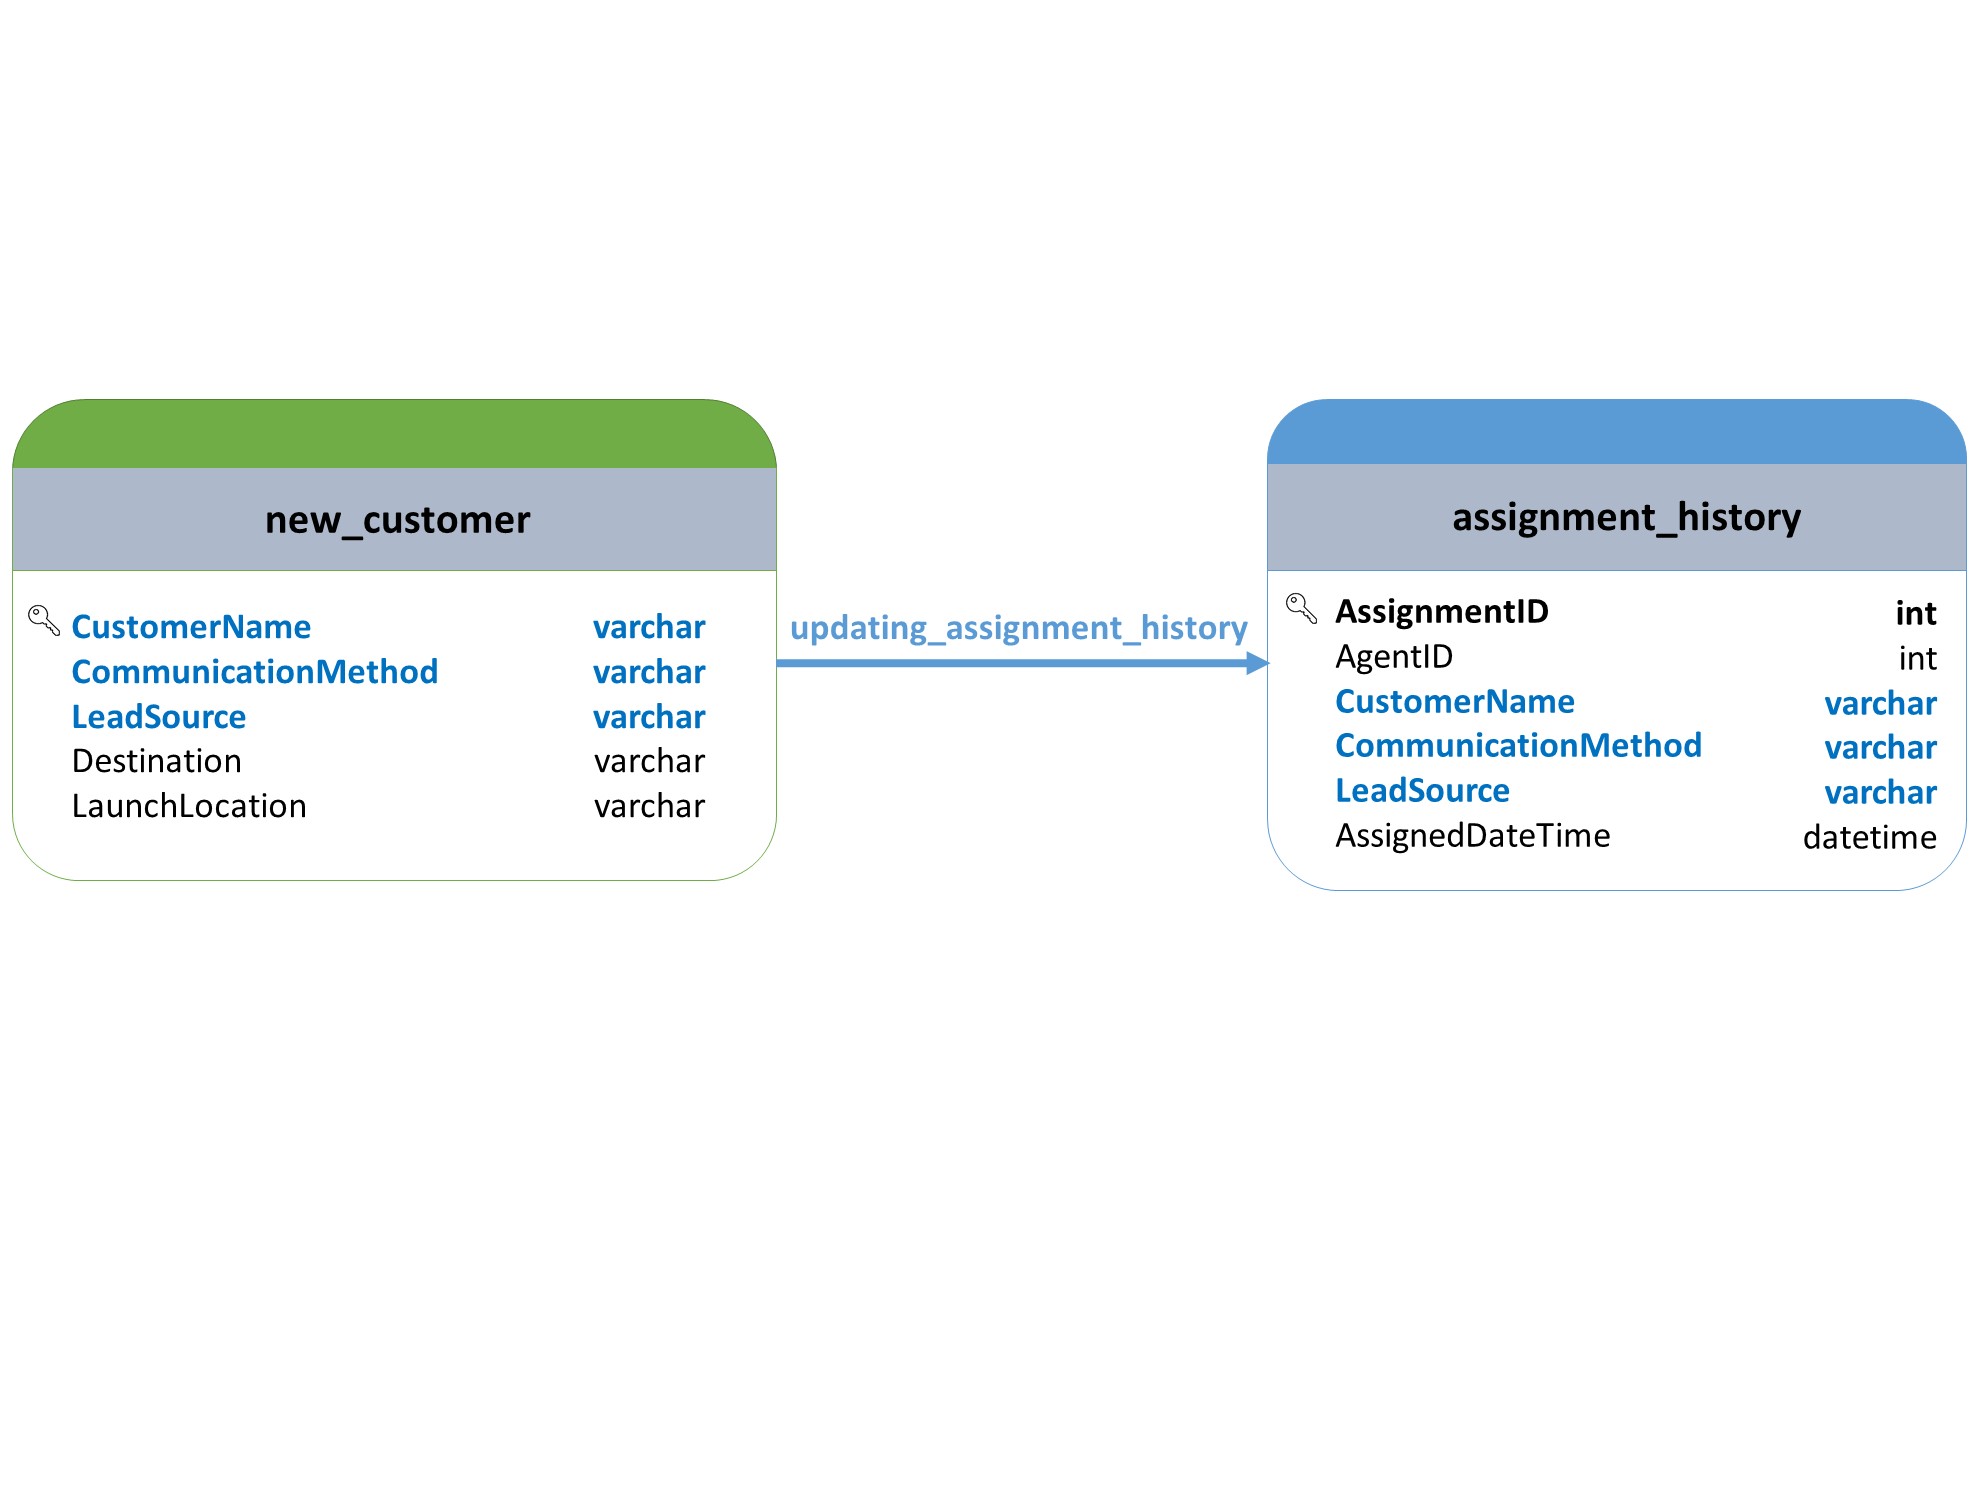 new_customer
CustomerName varchar
CommunicationMethod varchar
LeadSource varchar
Destination varchar
LaunchLocation varchar
updating_assignment_history
assignment_history
AssignmentID int
AgentID int
CustomerName varchar
CommunicationMethod varchar
LeadSource varchar
AssignedDateTime datetime